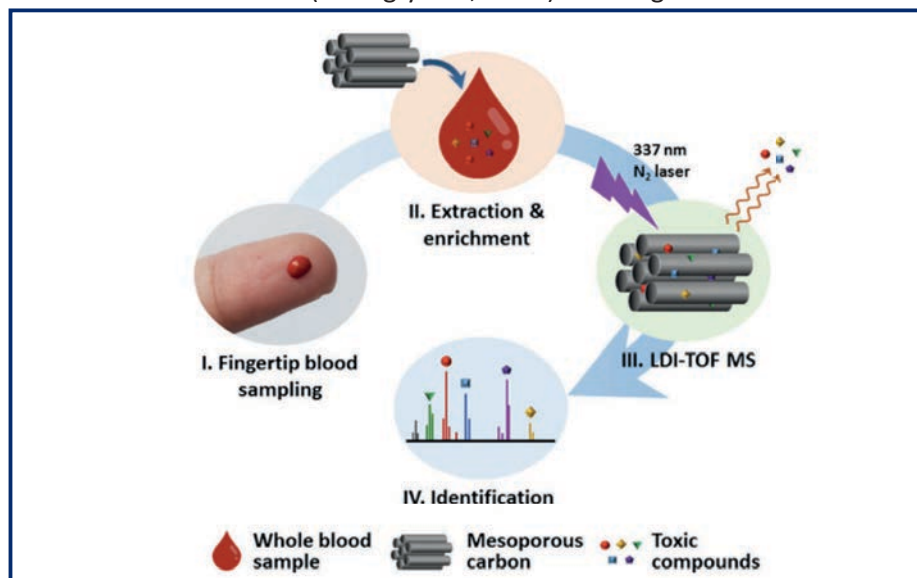 337 nm
N₂ laser
II. Extraction &
enrichment
I. Fingertip blood
sampling
III. LDI-TOF MS
IV. Identification
Whole blood
sample
Mesoporous
carbon
Toxic
compounds